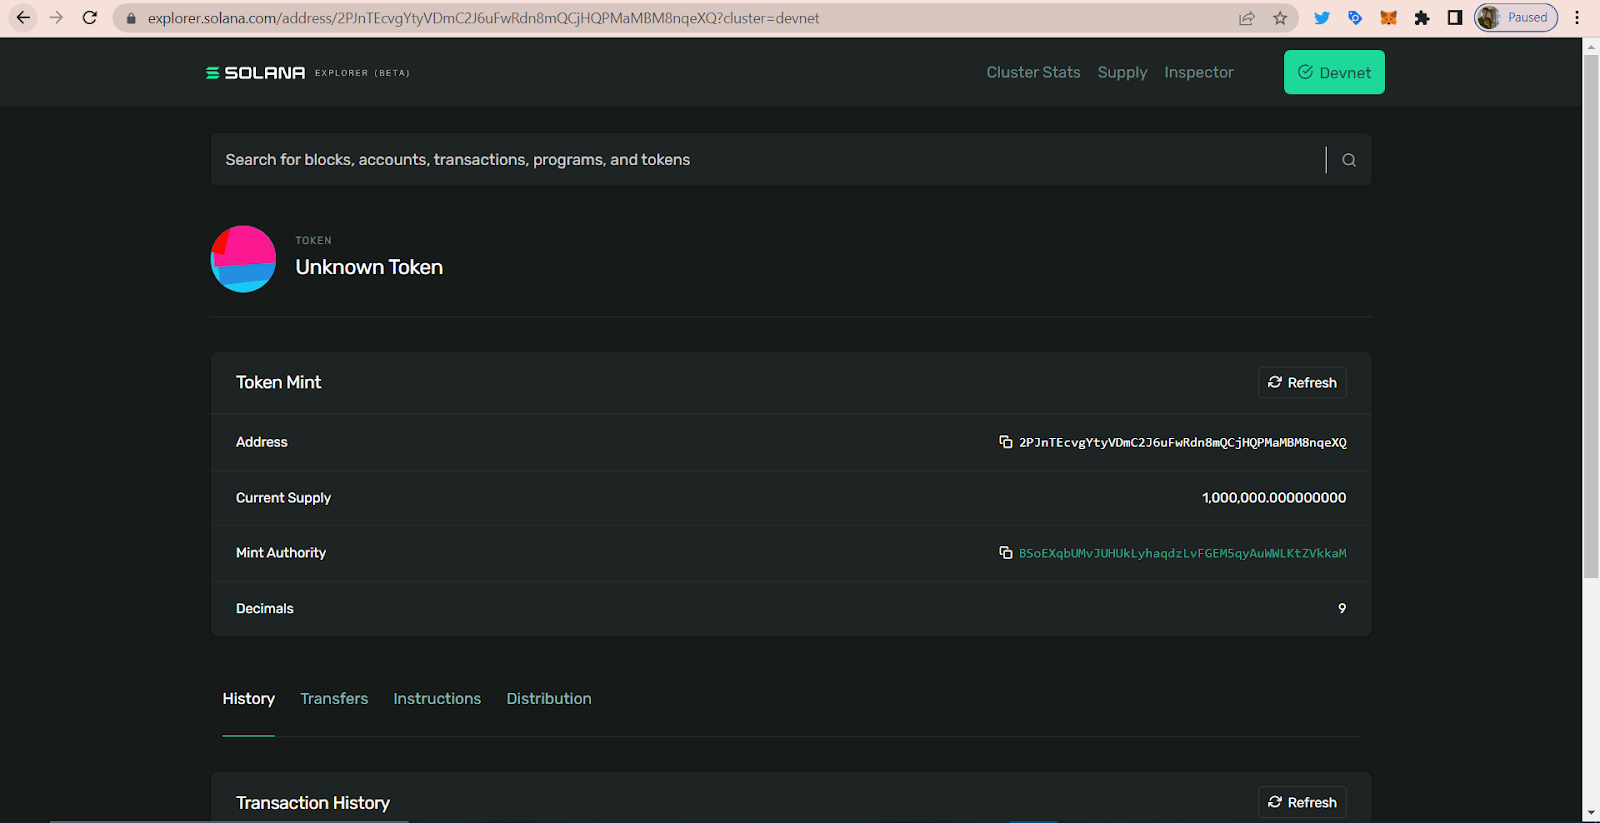 explorer.solana.com/address/2PJnTEcvgYtyVDmC2J6uFwRdn8mQCjHQPMaMBM8nqeXQ?cluster=devnet
Paused
SOLANA EXPLORER (BETA)
Cluster Stats Supply Inspector Devnet
Search for blocks, accounts, transactions, programs, and tokens
TOKEN
Unknown Token
Token Mint Refresh
Address 2PJnTEcvgYtyVDmC2J6uFwRdn8mQCjHQPMaMBM8nqeXQ
Current Supply 1,000,000.000000000
Mint Authority BSoEXqbUMvJUHUkLyhaqdzLvFGEM5qyAuWWLKtZVkkaM
Decimals 9
History Transfers Instructions Distribution
Transaction History Refresh